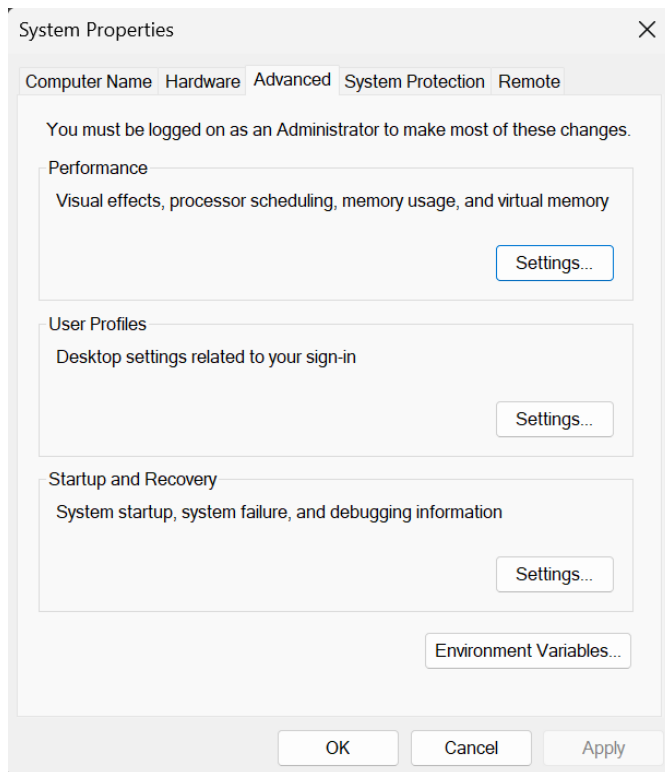 System Properties
Computer Name Hardware Advanced System Protection Remote
You must be logged on as an Administrator to make most of these changes.
Performance
Visual effects, processor scheduling, memory usage, and virtual memory
Settings...
User Profiles
Desktop settings related to your sign-in
Settings...
Startup and Recovery
System startup, system failure, and debugging information
Settings...
Environment Variables...
OK Cancel Apply